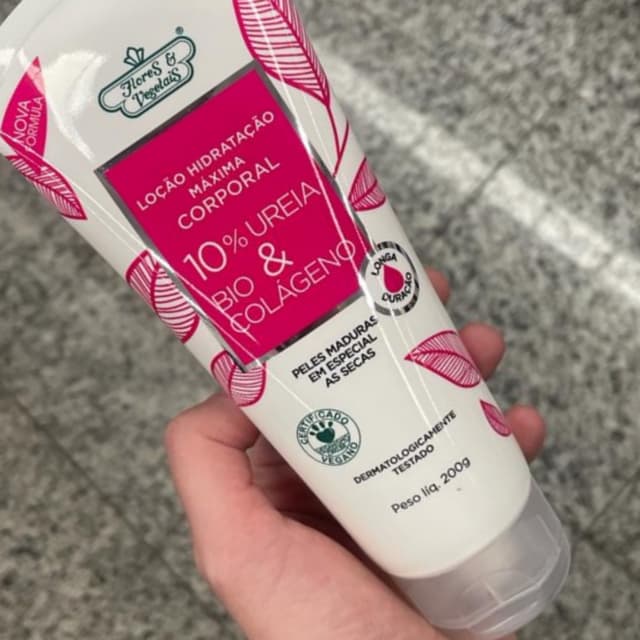 Flores &
Vegetais
®
NOVA
FÓRMULA
LOÇÃO HIDRATAÇÃO
MÁXIMA
CORPORAL
10% UREIA
&
BIO
COLÁGENO
LONGA
DURAÇÃO
PELES MADURAS
EM ESPECIAL
AS SECAS
CERTIFICADO
VEGANO
DERMATOLOGICAMENTE
TESTADO
Peso líq. 200g